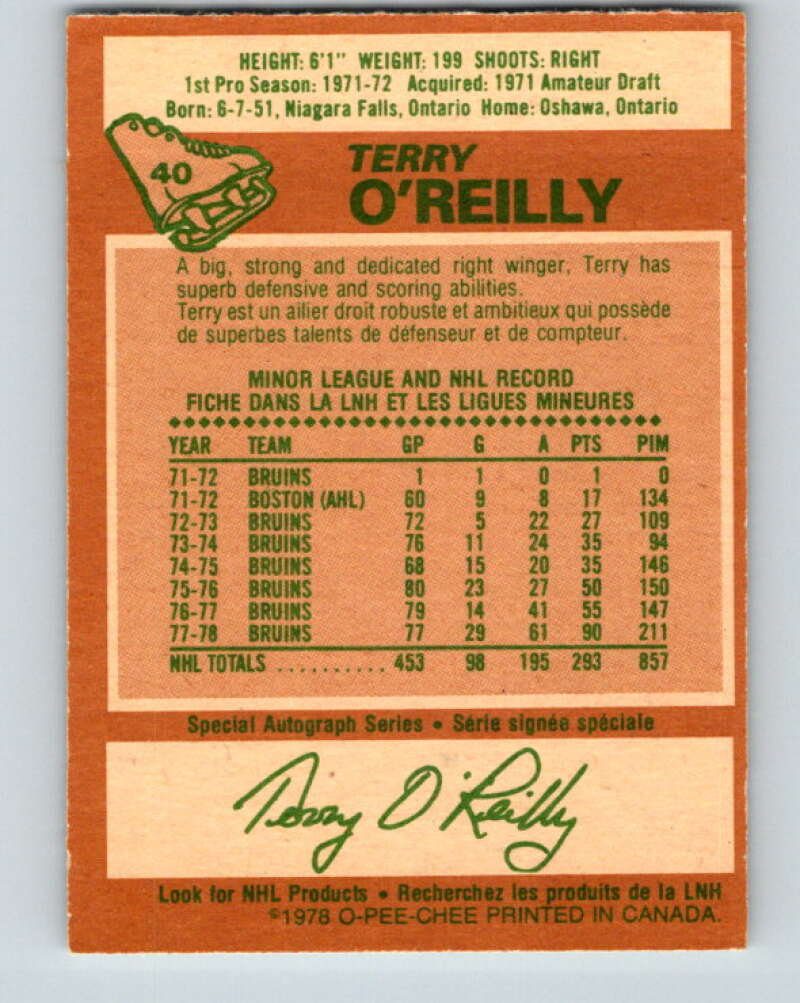 HEIGHT: 6'1" WEIGHT: 199 SHOOTS: RIGHT
1st Pro Season: 1971-72 Acquired: 1971 Amateur Draft
Born: 6-7-51, Niagara Falls, Ontario Home: Oshawa, Ontario
40
TERRY
O'REILLY
A big, strong and dedicated right winger, Terry has
superb defensive and scoring abilities.
Terry est un ailier droit robuste et ambitieux qui possède
de superbes talents de défenseur et de compteur.
MINOR LEAGUE AND NHL RECORD
FICHE DANS LA LNH ET LES LIGUES MINEURES
YEAR TEAM GP G A PTS PIM
71-72 BRUINS 1 1 0 1 0
71-72 BOSTON (AHL) 60 9 8 17 134
72-73 BRUINS 72 5 22 27 109
73-74 BRUINS 76 11 24 35 94
74-75 BRUINS 68 15 20 35 146
75-76 BRUINS 80 23 27 50 150
76-77 BRUINS 79 14 41 55 147
77-78 BRUINS 77 29 61 90 211
NHL TOTALS .......... 453 98 195 293 857
Special Autograph Series • Série signée spéciale
Terry O'Reilly
Look for NHL Products • Recherchez les produits de la LNH
©1978 O-PEE-CHEE PRINTED IN CANADA.